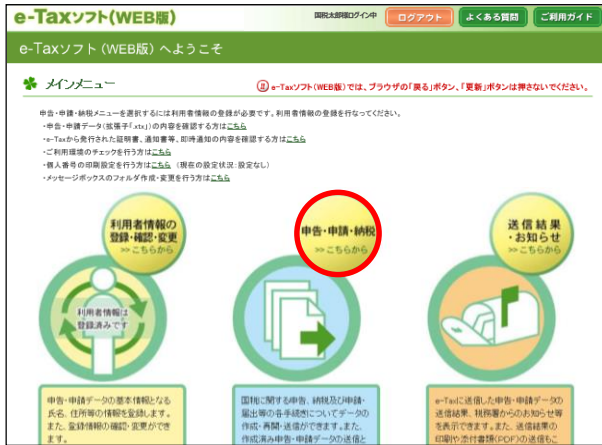 e-Taxソフト(WEB版)
国税太郎様ログイン中
ログアウト
よくある質問
ご利用ガイド
e-Taxソフト(WEB版)へようこそ
メインメニュー
e-Taxソフト(WEB版)では、ブラウザの「戻る」ボタン、「更新」ボタンは押さないでください。
申告・申請・納税メニューを選択するには利用者情報の登録が必要です。利用者情報の登録を行なってください。
・申告・申請データ(拡張子「.xtx」)の内容を確認する方はこちら
・e-Taxから発行された証明書、通知書等、即時通知の内容を確認する方はこちら
・ご利用環境のチェックを行う方はこちら
・個人番号の印刷設定を行う方はこちら (現在の設定状況:設定なし)
・メッセージボックスのフォルダ作成・変更を行う方はこちら
利用者情報の
登録・確認・変更
>>こちらから
利用者情報は
登録済みです
申告・申請データの基本情報となる
氏名、住所等の情報を登録します。
また、登録情報の確認・変更ができ
ます。
申告・申請・納税
>>こちらから
国税に関する申告、納税及び申請・
届出等の各手続きについてデータの
作成・再開・送信ができます。また、
作成済み申告・申請データの送信と
送信結果
・お知らせ
>>こちらから
e-Taxに送信した申告・申請データの
送信結果、税務署からのお知らせ等
を表示できます。また、送信結果の
印刷や添付書類(PDF)の送信もこ